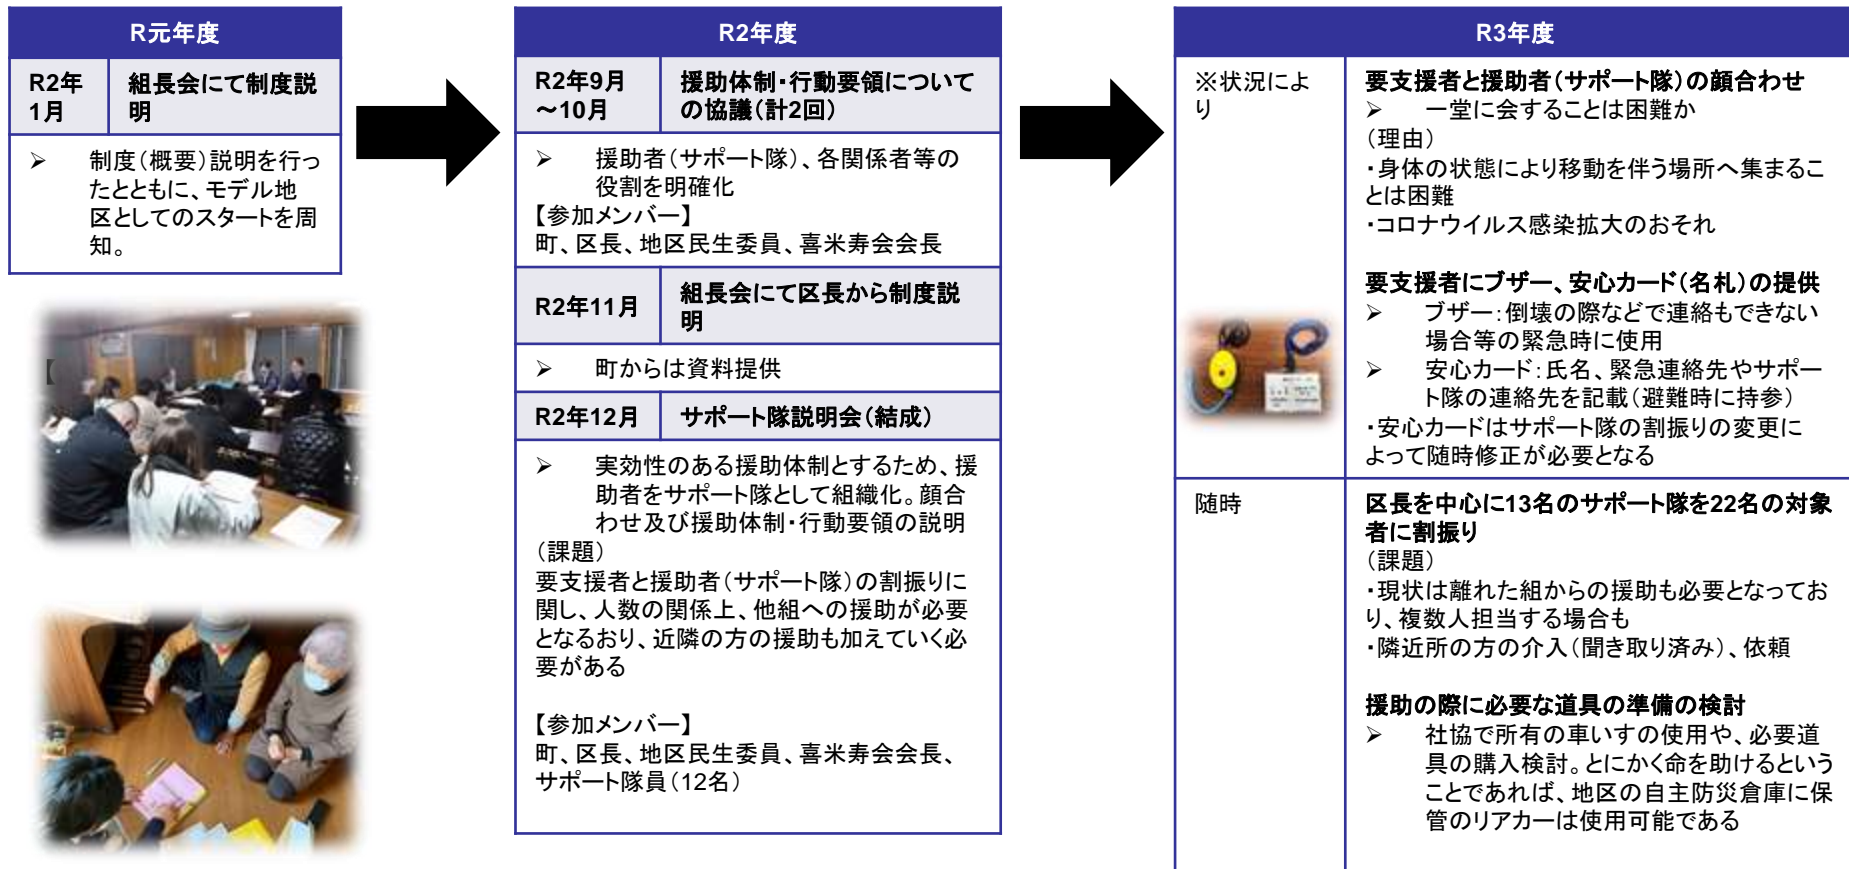 R元年度
R2年
1月
組長会にて制度説
明
➢ 制度（概要）説明を行っ
たとともに、モデル地
区としてのスタートを周
知。
【
R2年度
R2年9月
～10月
援助体制・行動要領について
の協議（計2回）
➢ 援助者（サポート隊）、各関係者等の
役割を明確化
【参加メンバー】
町、区長、地区民生委員、喜米寿会会長
R2年11月
組長会にて区長から制度説
明
➢ 町からは資料提供
R2年12月
サポート隊説明会（結成）
➢ 実効性のある援助体制とするため、援
助者をサポート隊として組織化。顔合
わせ及び援助体制・行動要領の説明
（課題）
要支援者と援助者（サポート隊）の割振りに
関し、人数の関係上、他組への援助が必要
となるおり、近隣の方の援助も加えていく必
要がある
【参加メンバー】
町、区長、地区民生委員、喜米寿会会長、
サポート隊員（12名）
R3年度
※状況によ
り
要支援者と援助者（サポート隊）の顔合わせ
➢ 一堂に会することは困難か
（理由）
・身体の状態により移動を伴う場所へ集まるこ
とは困難
・コロナウイルス感染拡大のおそれ
要支援者にブザー、安心カード（名札）の提供
➢ ブザー：倒壊の際などで連絡もできない
場合等の緊急時に使用
➢ 安心カード：氏名、緊急連絡先やサポー
ト隊の連絡先を記載（避難時に持参）
・安心カードはサポート隊の割振りの変更に
よって随時修正が必要となる
随時
区長を中心に13名のサポート隊を22名の対象
者に割振り
（課題）
・現状は離れた組からの援助も必要となってお
り、複数人担当する場合も
・隣近所の方の介入（聞き取り済み）、依頼
援助の際に必要な道具の準備の検討
➢ 社協で所有の車いすの使用や、必要道
具の購入検討。とにかく命を助けるという
ことであれば、地区の自主防災倉庫に保
管のリアカーは使用可能である